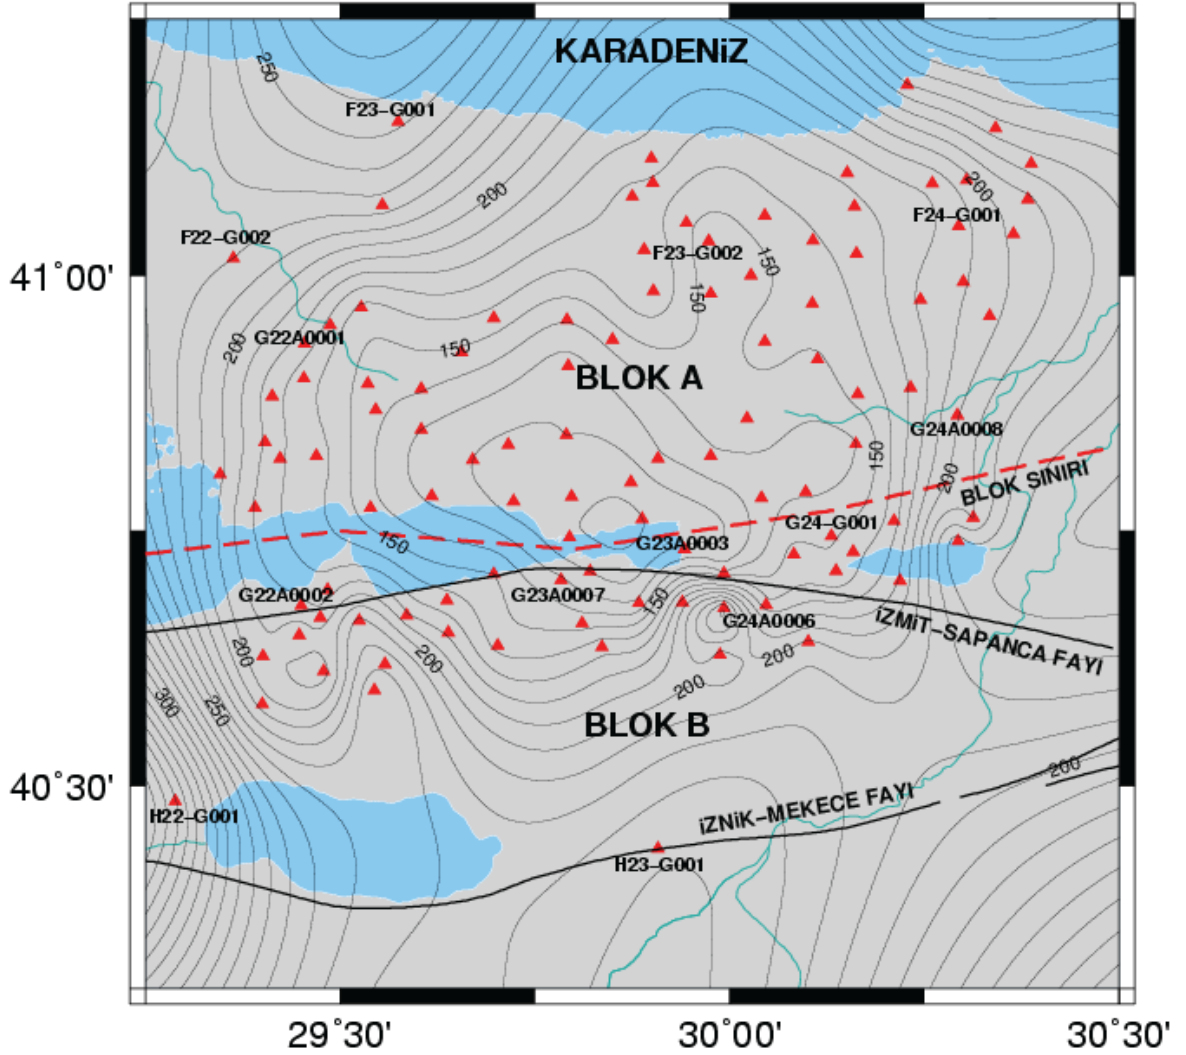 KARADENiZ
250
F23-G001
200
200
F24-G001
F22-G002
F23-G002
150
41°00'
150
G22A0001
200
150
BLOK A
G24A0008
150
200
BLOK SINIRI
G24-G001
150
G23A0003
G22A0002
G23A0007
150
G24A0006
iZMiT-SAPANCA FAYI
200
200
200
200
300
250
BLOK B
200
40°30'
iZNiK-MEKECE FAYI
H22-G001
H23-G001
29°30'
30°00'
30°30'